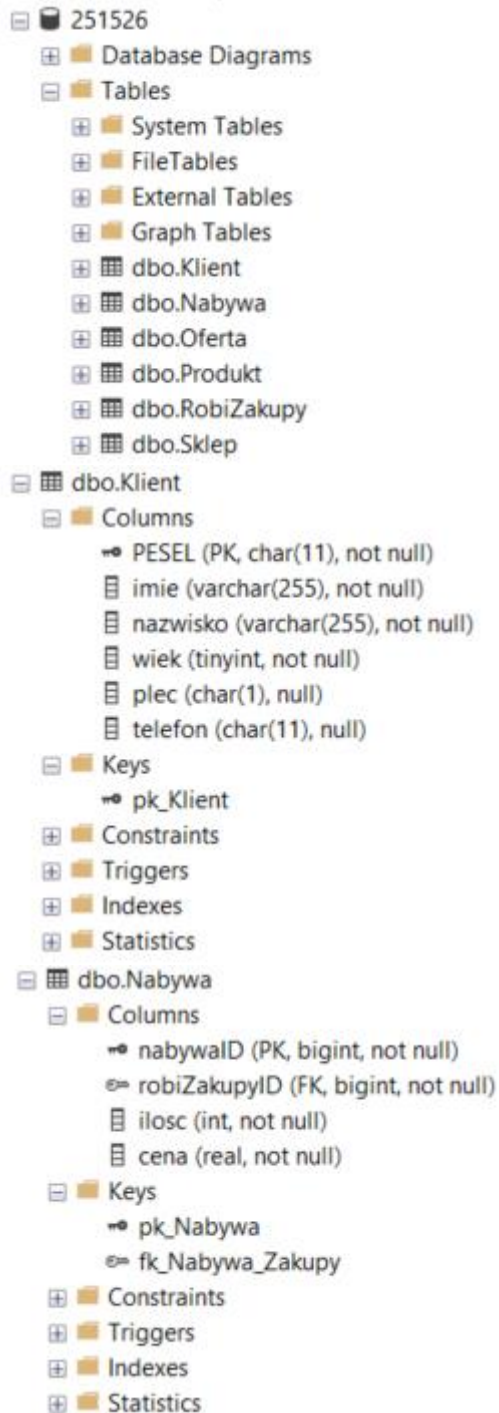 251526
Database Diagrams
Tables
System Tables
FileTables
External Tables
Graph Tables
dbo.Klient
dbo.Nabywa
dbo.Oferta
dbo.Produkt
dbo.RobiZakupy
dbo.Sklep
dbo.Klient
Columns
PESEL (PK, char(11), not null)
imie (varchar(255), not null)
nazwisko (varchar(255), not null)
wiek (tinyint, not null)
plec (char(1), null)
telefon (char(11), null)
Keys
pk_Klient
Constraints
Triggers
Indexes
Statistics
dbo.Nabywa
Columns
nabywaID (PK, bigint, not null)
robiZakupyID (FK, bigint, not null)
ilosc (int, not null)
cena (real, not null)
Keys
pk_Nabywa
fk_Nabywa_Zakupy
Constraints
Triggers
Indexes
Statistics